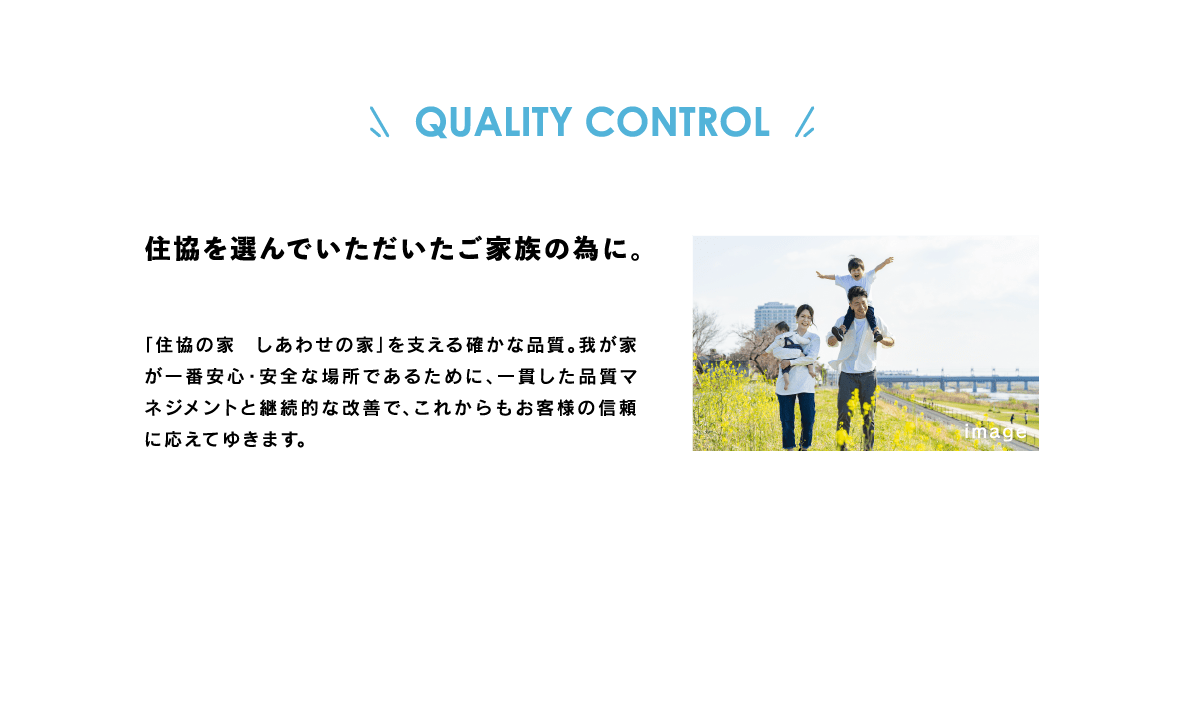 QUALITY CONTROL
住協を選んでいただいたご家族の為に。
「住協の家　しあわせの家」を支える確かな品質。我が家
が一番安心・安全な場所であるために、一貫した品質マ
ネジメントと継続的な改善で、これからもお客様の信頼
に応えてゆきます。
image